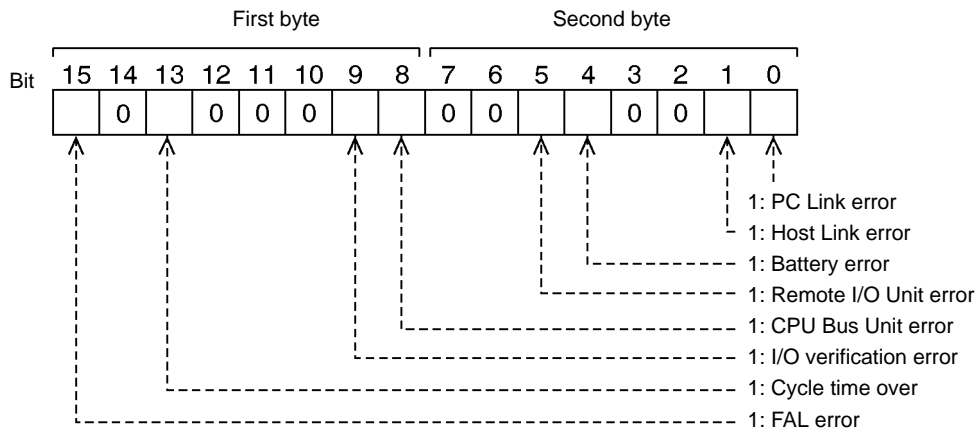 First byte Second byte
Bit 15 14 13 12 11 10 9 8 7 6 5 4 3 2 1 0
0 0 0 0 0 0 0 0
1: PC Link error
1: Host Link error
1: Battery error
1: Remote I/O Unit error
1: CPU Bus Unit error
1: I/O verification error
1: Cycle time over
1: FAL error